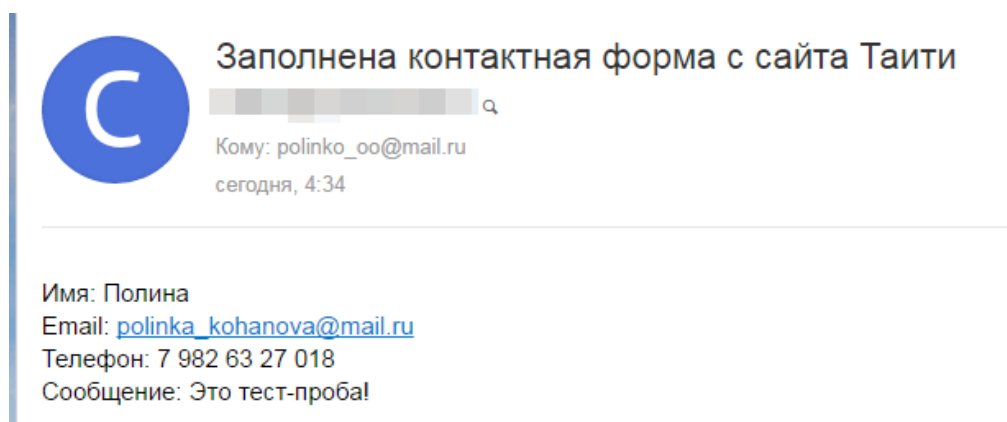 С
Заполнена контактная форма с сайта Таити
Кому: polinko_oo@mail.ru
сегодня, 4:34
Имя: Полина
Email: polinka_kohanova@mail.ru
Телефон: 7 982 63 27 018
Сообщение: Это тест-проба!